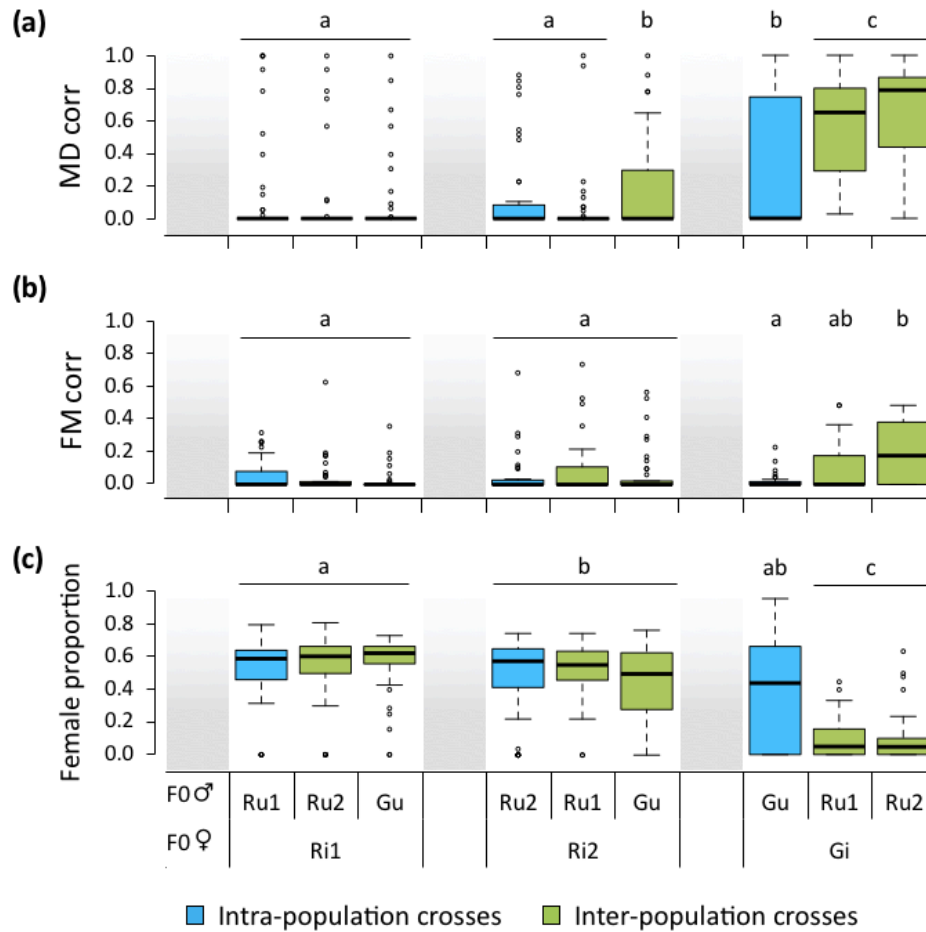 (a)
a a b b c
MD corr
1.0
0.8
0.6
0.4
0.2
0.0
(b)
a a a ab b
FM corr
1.0
0.8
0.6
0.4
0.2
0.0
(c)
a b ab c
Female proportion
1.0
0.8
0.6
0.4
0.2
0.0
F0♂ Ru1 Ru2 Gu Ru2 Ru1 Gu Gu Ru1 Ru2
F0♀ Ri1 Ri2 Gi
Intra-population crosses Inter-population crosses